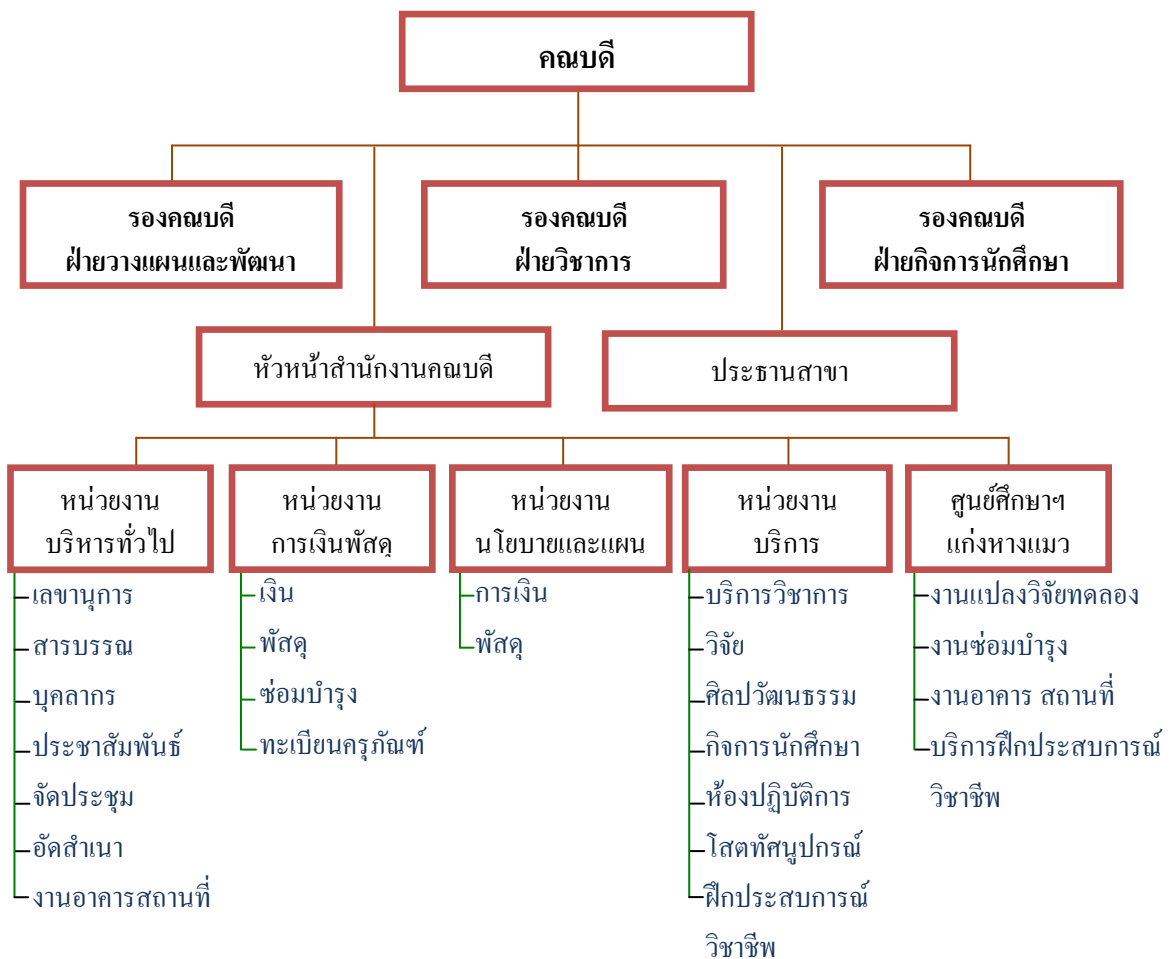 คณบดี
รองคณบดี
ฝ่ายวางแผนและพัฒนา
รองคณบดี
ฝ่ายวิชาการ
รองคณบดี
ฝ่ายกิจการนักศึกษา
หัวหน้าสำนักงานคณบดี
ประธานสาขา
หน่วยงาน
บริหารทั่วไป
เลขานุการ
สารบรรณ
บุคลากร
ประชาสัมพันธ์
จัดประชุม
อัดสำเนา
งานอาคารสถานที่
หน่วยงาน
การเงินพัสดุ
เงิน
พัสดุ
ซ่อมบำรุง
ทะเบียนครุภัณฑ์
หน่วยงาน
นโยบายและแผน
การเงิน
พัสดุ
หน่วยงาน
บริการ
บริการวิชาการ
วิจัย
ศิลปวัฒนธรรม
กิจการนักศึกษา
ห้องปฏิบัติการ
โสตทัศนูปกรณ์
ฝึกประสบการณ์
วิชาชีพ
ศูนย์ศึกษาฯ
แก่งหางแมว
งานแปลงวิจัยทดลอง
งานซ่อมบำรุง
งานอาคาร สถานที่
บริการฝึกประสบการณ์
วิชาชีพ